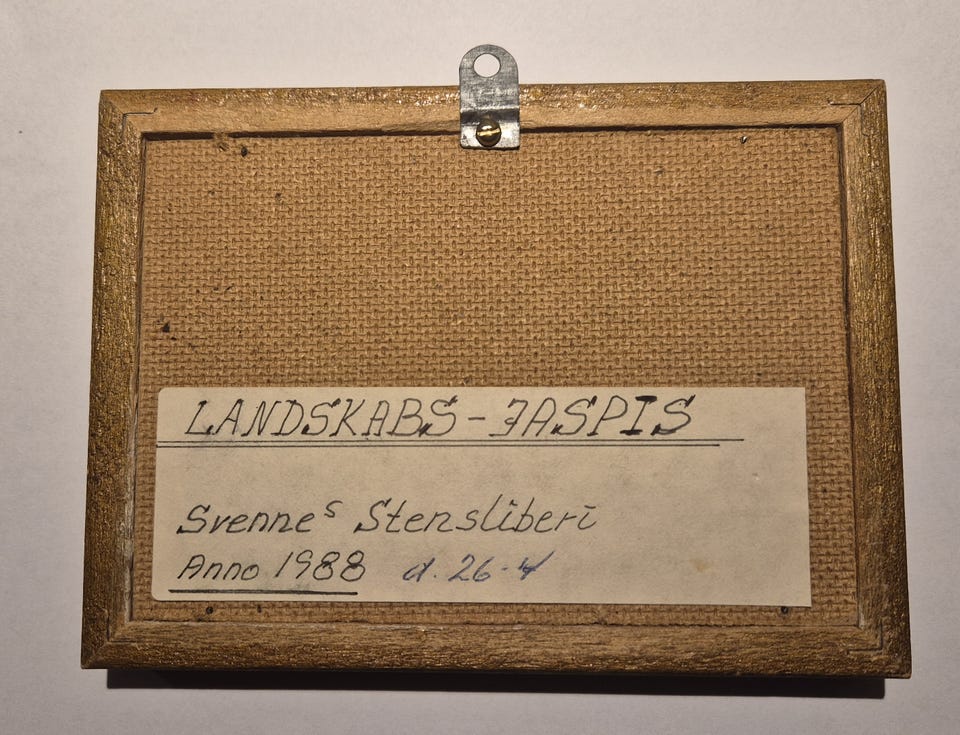 LANDSKABS-JASPIS
Svenneˢ Stensliberi
Anno 1988 d. 26-4